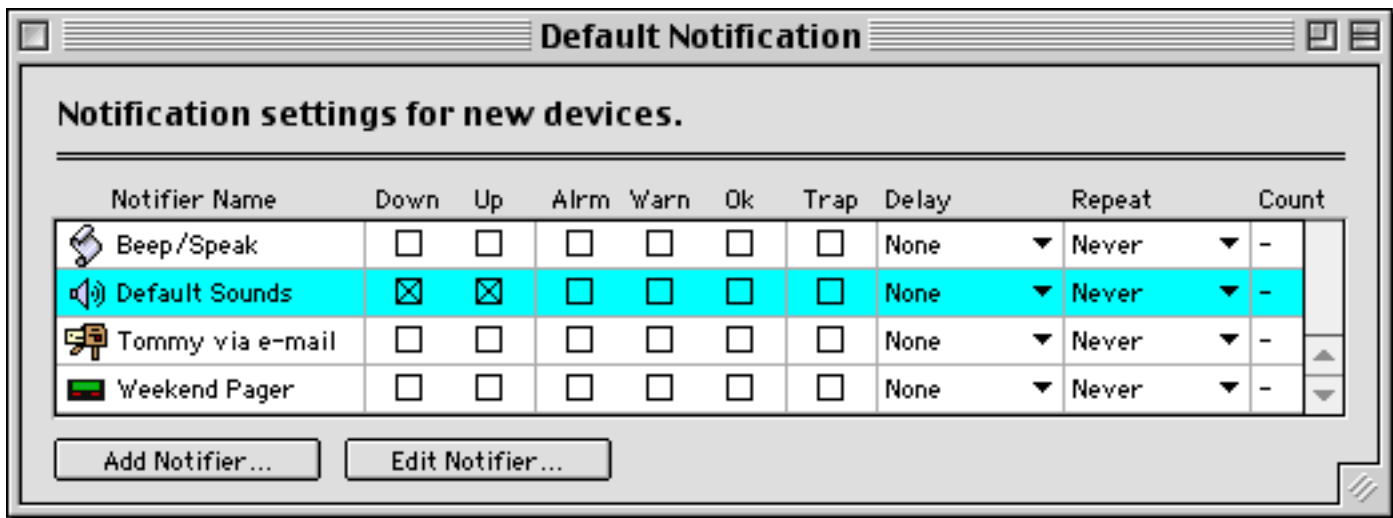 Default Notification
Notification settings for new devices.
Notifier Name Down Up Alrm Warn Ok Trap Delay Repeat Count
Beep/Speak None Never -
Default Sounds None Never -
Tommy via e-mail None Never -
Weekend Pager None Never -
Add Notifier... Edit Notifier...